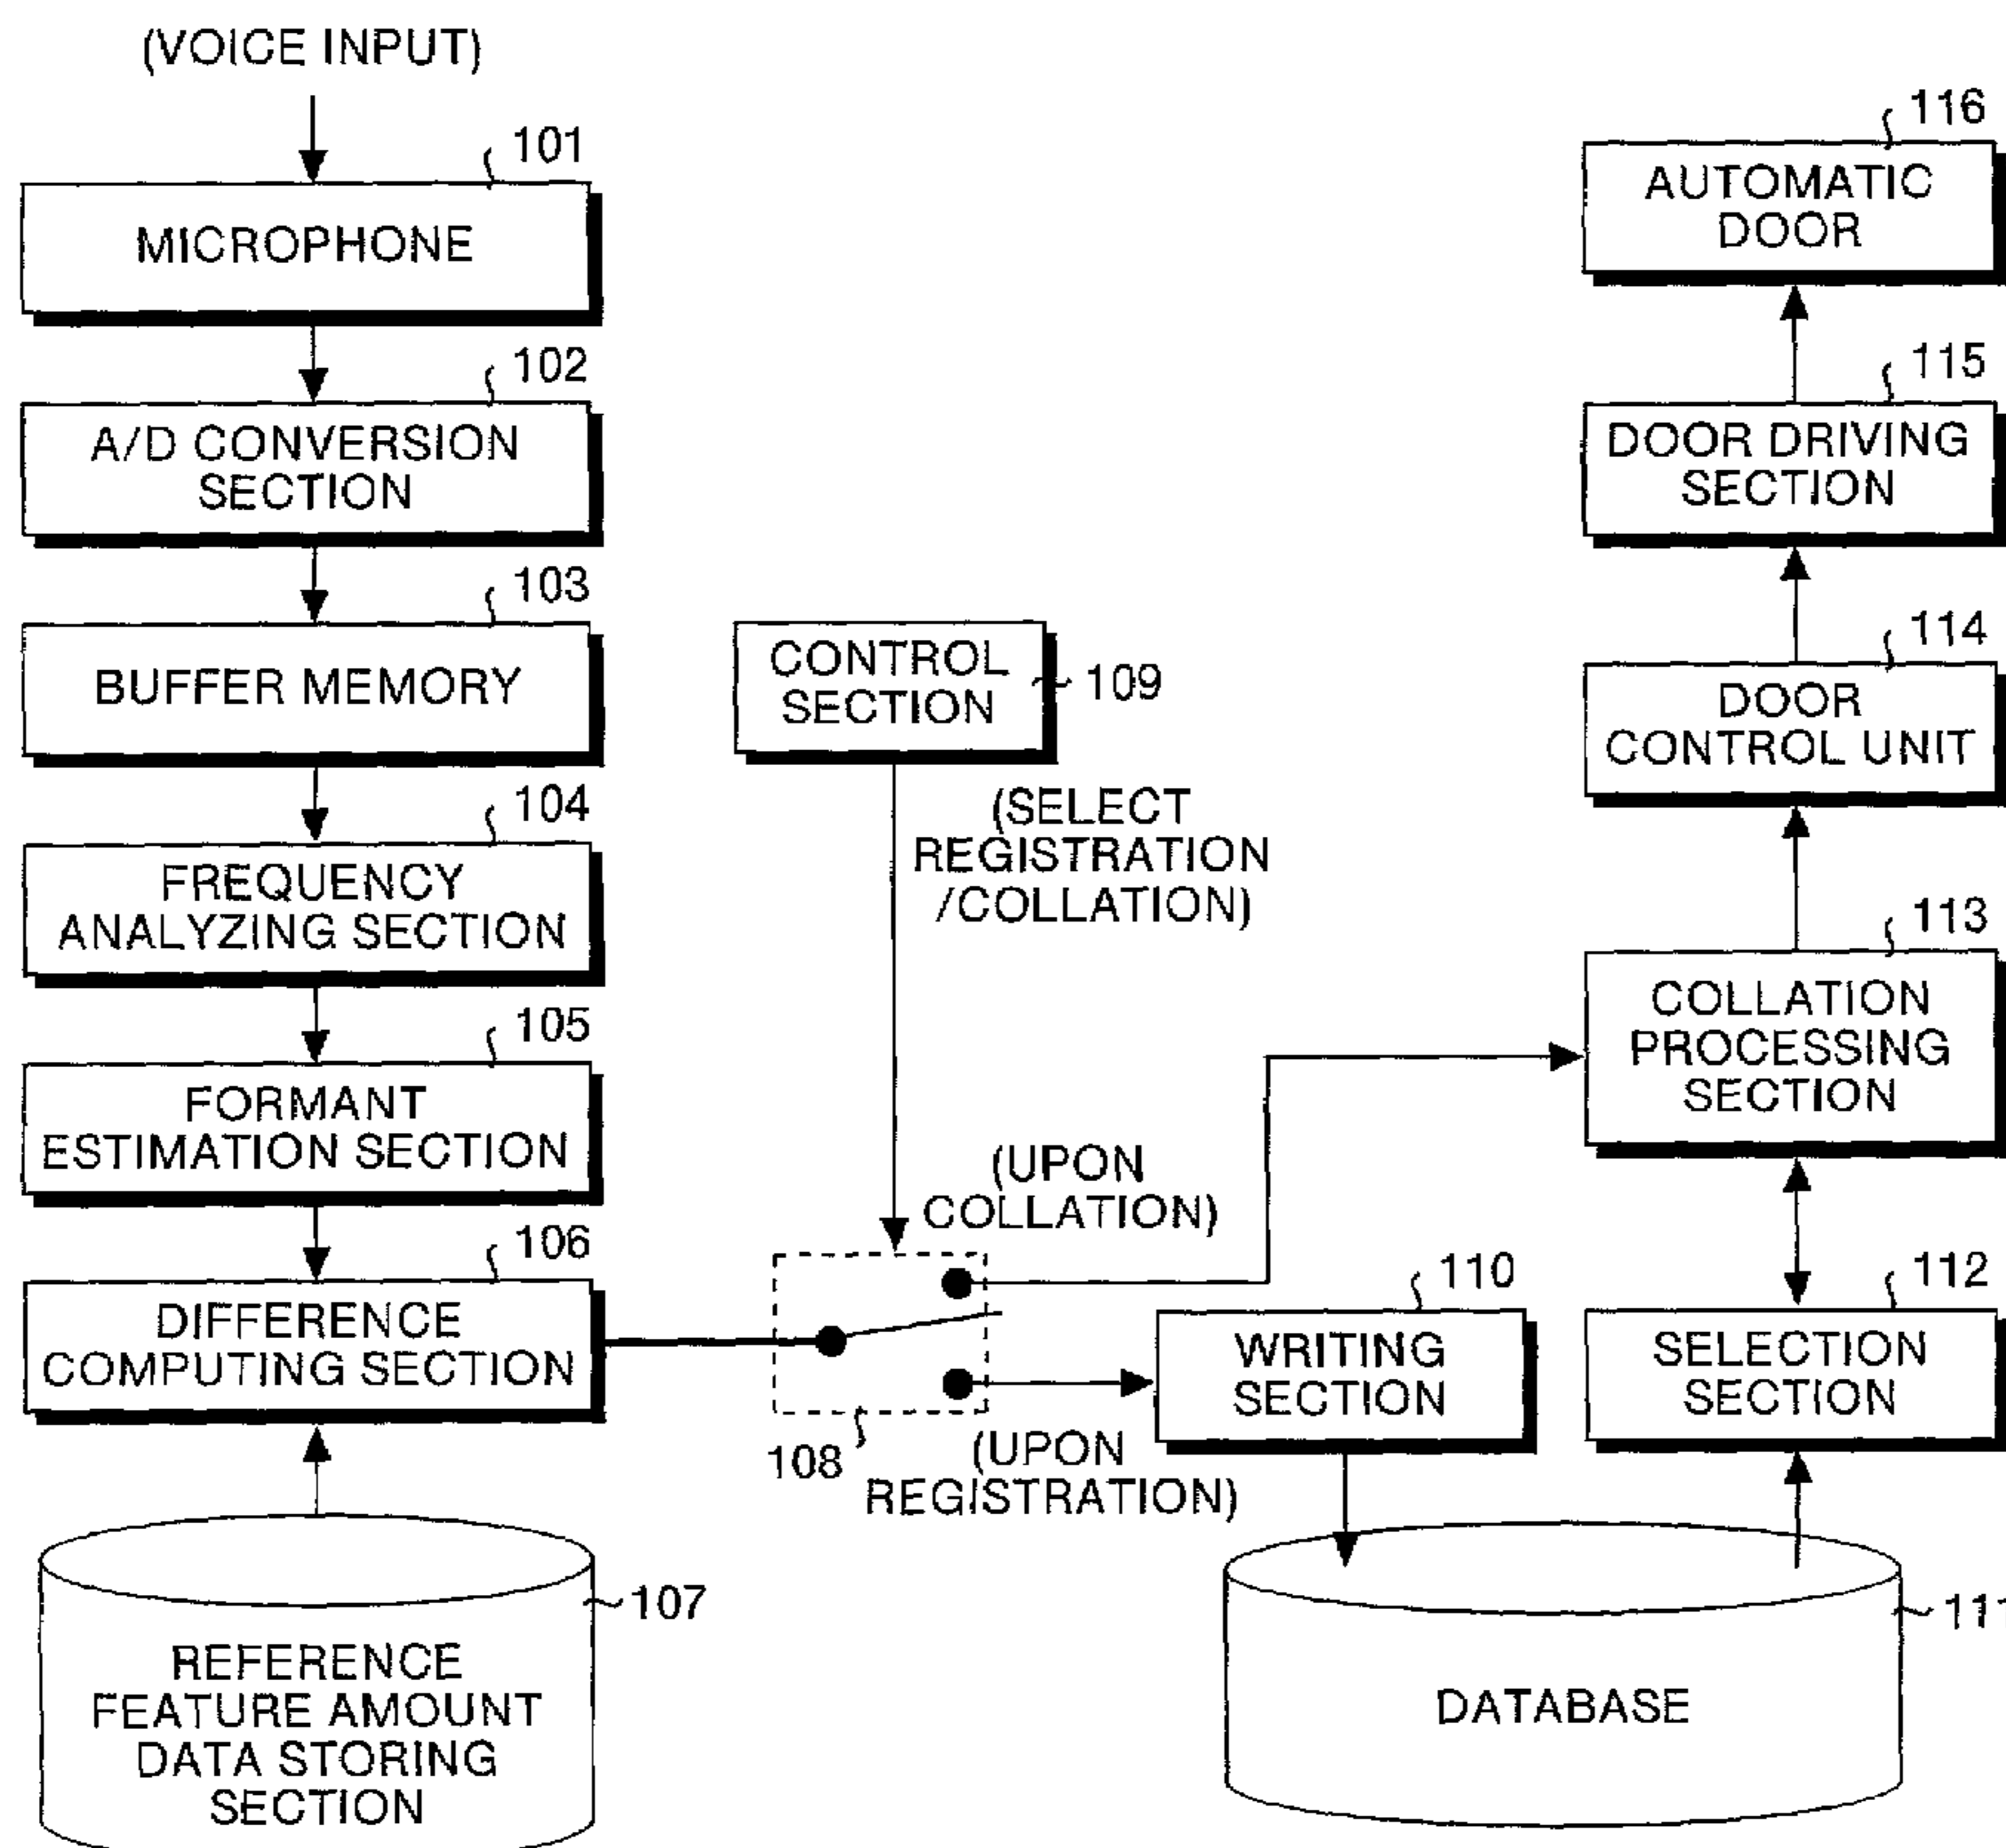 (VOICE INPUT)
101
MICROPHONE
102
A/D CONVERSION
SECTION
103
BUFFER MEMORY
104
FREQUENCY
ANALYZING SECTION
105
FORMANT
ESTIMATION SECTION
106
DIFFERENCE
COMPUTING SECTION
107
REFERENCE
FEATURE AMOUNT
DATA STORING
SECTION
CONTROL
SECTION
109
(SELECT
REGISTRATION
/COLLATION)
(UPON
COLLATION)
108
(UPON
REGISTRATION)
110
WRITING
SECTION
116
AUTOMATIC
DOOR
115
DOOR DRIVING
SECTION
114
DOOR
CONTROL UNIT
113
COLLATION
PROCESSING
SECTION
112
SELECTION
SECTION
111
DATABASE